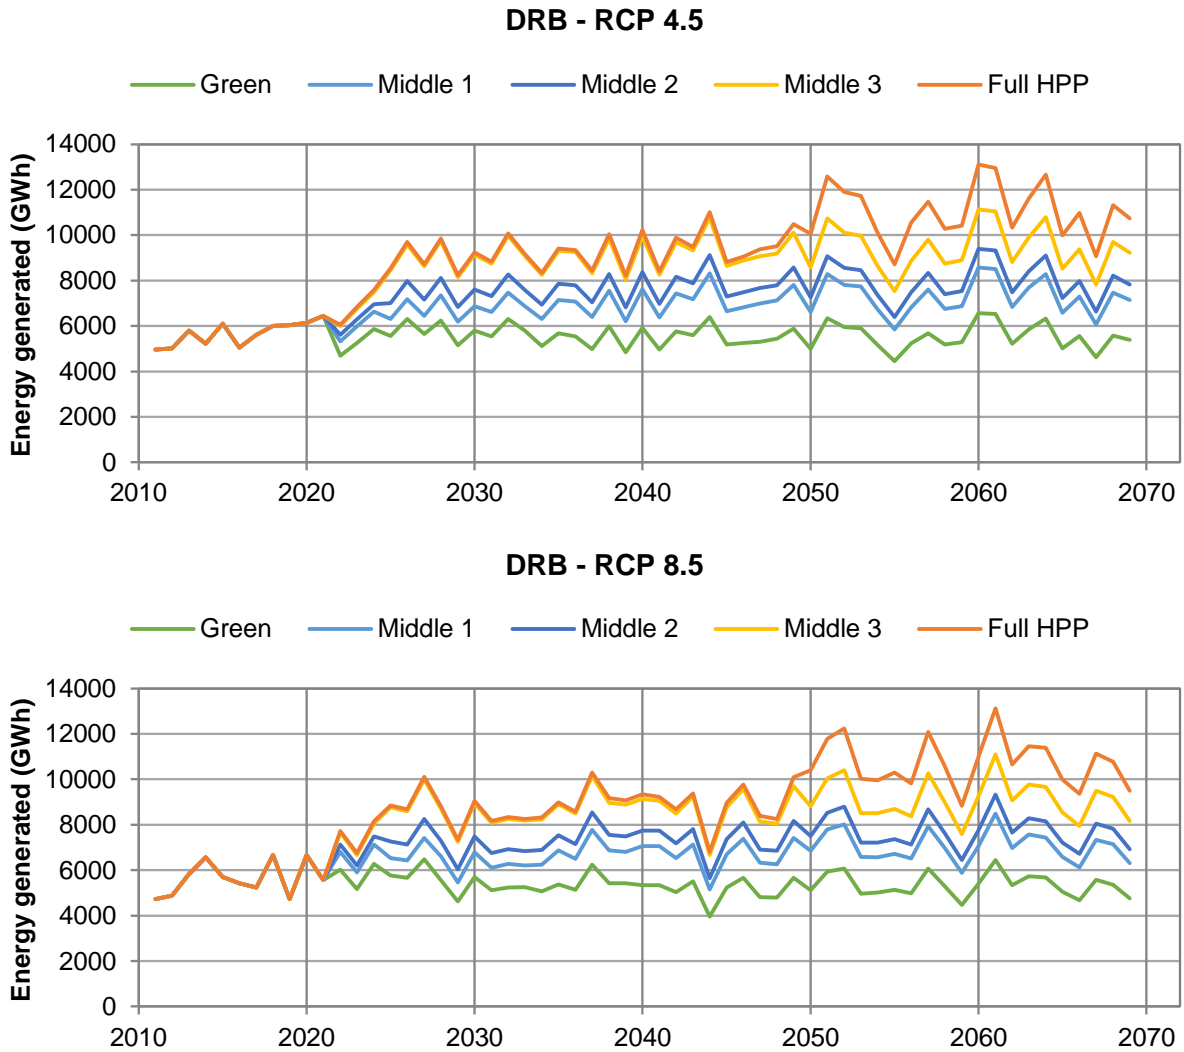 DRB - RCP 4.5
Green Middle 1 Middle 2 Middle 3 Full HPP
Energy generated (GWh)
14000
12000
10000
8000
6000
4000
2000
0
2010 2020 2030 2040 2050 2060 2070
DRB - RCP 8.5
Green Middle 1 Middle 2 Middle 3 Full HPP
Energy generated (GWh)
14000
12000
10000
8000
6000
4000
2000
0
2010 2020 2030 2040 2050 2060 2070